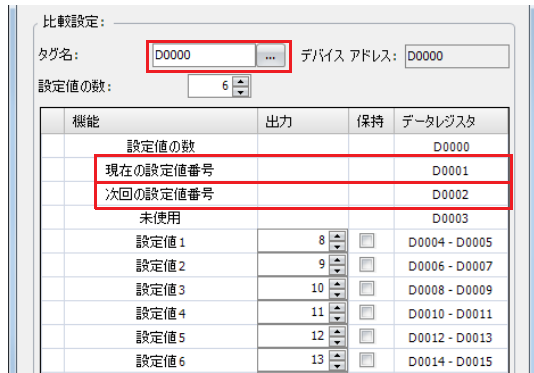 比較設定:
タグ名: D0000 ... デバイス アドレス: D0000
設定値の数: 6
機能 出力 保持 データレジスタ
設定値の数 D0000
現在の設定値番号 D0001
次回の設定値番号 D0002
未使用 D0003
設定値1 8 D0004 - D0005
設定値2 9 D0006 - D0007
設定値3 10 D0008 - D0009
設定値4 11 D0010 - D0011
設定値5 12 D0012 - D0013
設定値6 13 D0014 - D0015